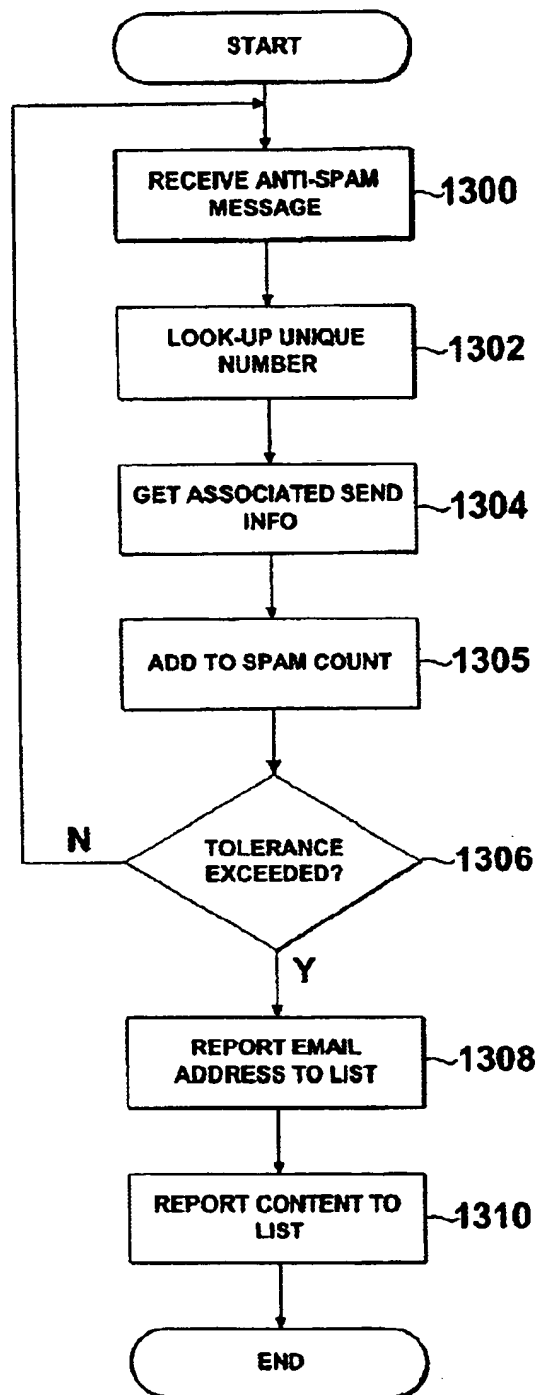 START
RECEIVE ANTI-SPAM
MESSAGE
1300
LOOK-UP UNIQUE
NUMBER
1302
GET ASSOCIATED SEND
INFO
1304
ADD TO SPAM COUNT
1305
N
TOLERANCE
EXCEEDED?
1306
Y
REPORT EMAIL
ADDRESS TO LIST
1308
REPORT CONTENT TO
LIST
1310
END